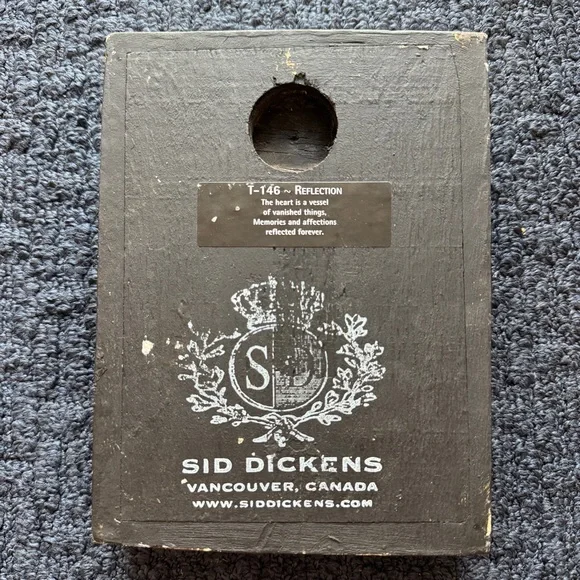 T-146 ~ REFLECTION
The heart is a vessel
of vanished things,
Memories and affections
reflected forever.
SD
SID DICKENS
VANCOUVER, CANADA
WWW.SIDDICKENS.COM